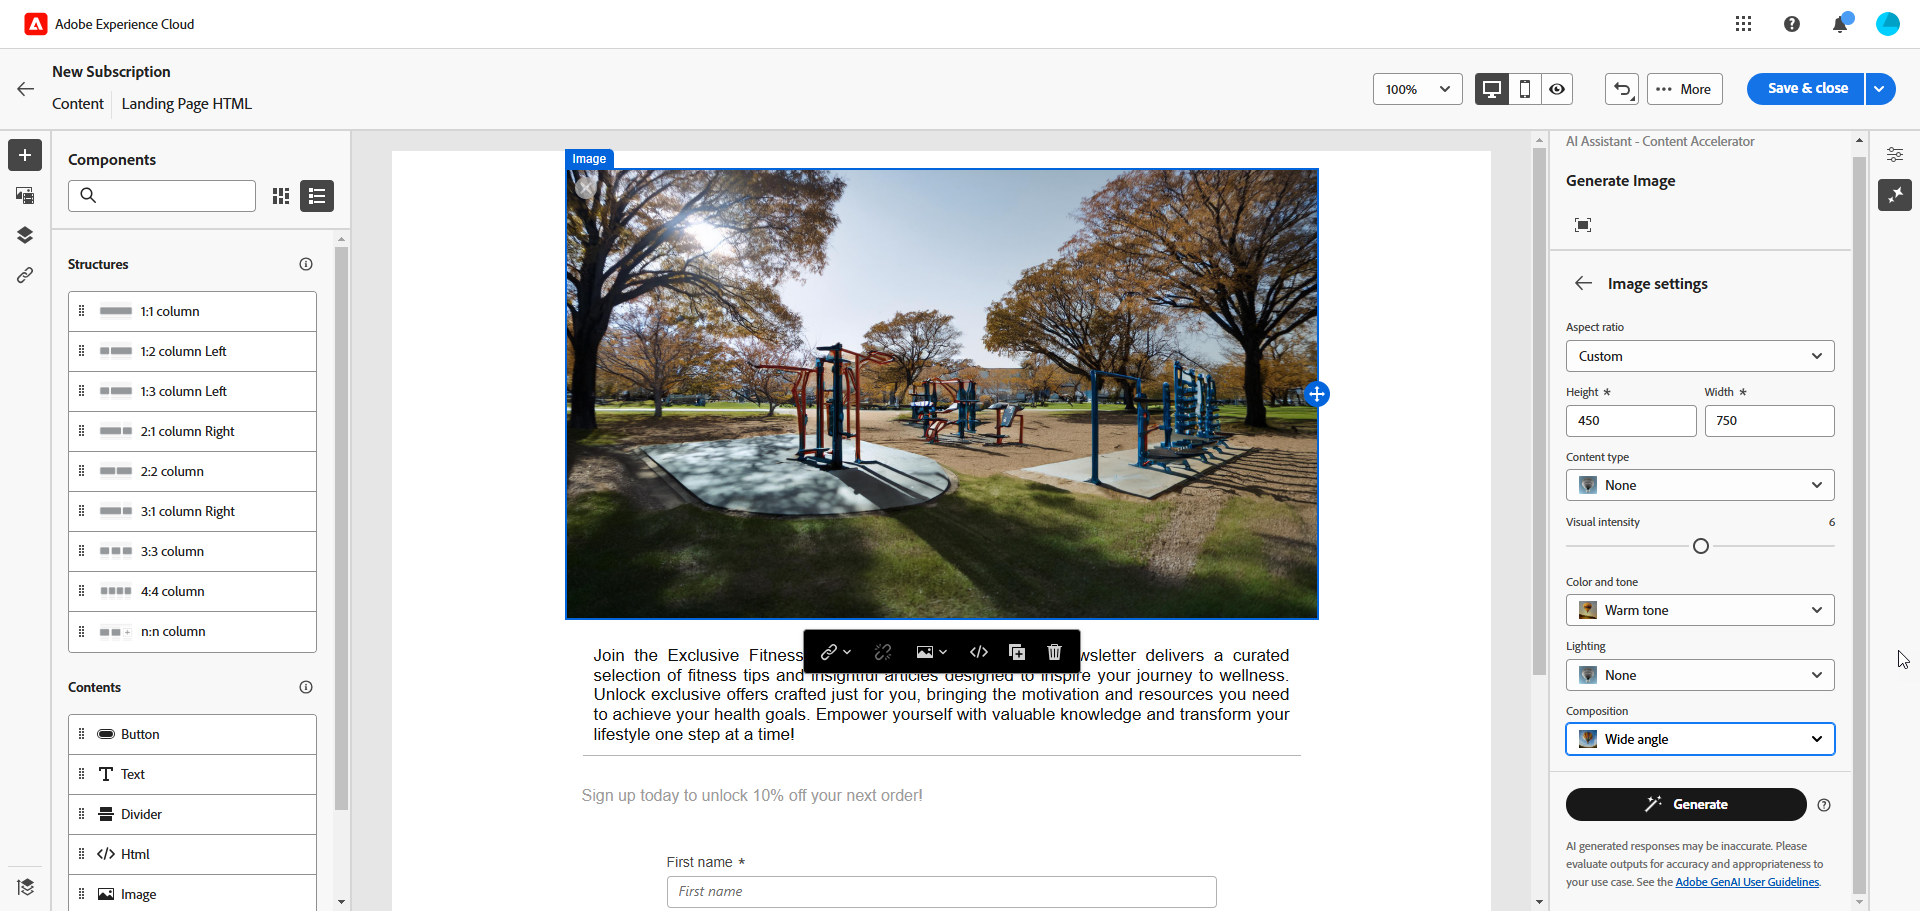 Adobe Experience Cloud
New Subscription
Content
Landing Page HTML
100%
More
Save & close
Components
Structures
1:1 column
1:2 column Left
1:3 column Left
2:1 column Right
2:2 column
3:1 column Right
3:3 column
4:4 column
n:n column
Contents
Button
Text
Divider
Html
Image
Image
Join the Exclusive Fitness wsletter delivers a curated
selection of fitness tips and insightful articles designed to inspire your journey to wellness.
Unlock exclusive offers crafted just for you, bringing the motivation and resources you need
to achieve your health goals. Empower yourself with valuable knowledge and transform your
lifestyle one step at a time!
Sign up today to unlock 10% off your next order!
First name *
First name
AI Assistant - Content Accelerator
Generate Image
Image settings
Aspect ratio
Custom
Height *
Width *
450
750
Content type
None
Visual intensity
6
Color and tone
Warm tone
Lighting
None
Composition
Wide angle
Generate
AI generated responses may be inaccurate. Please
evaluate outputs for accuracy and appropriateness to
your use case. See the Adobe GenAI User Guidelines.